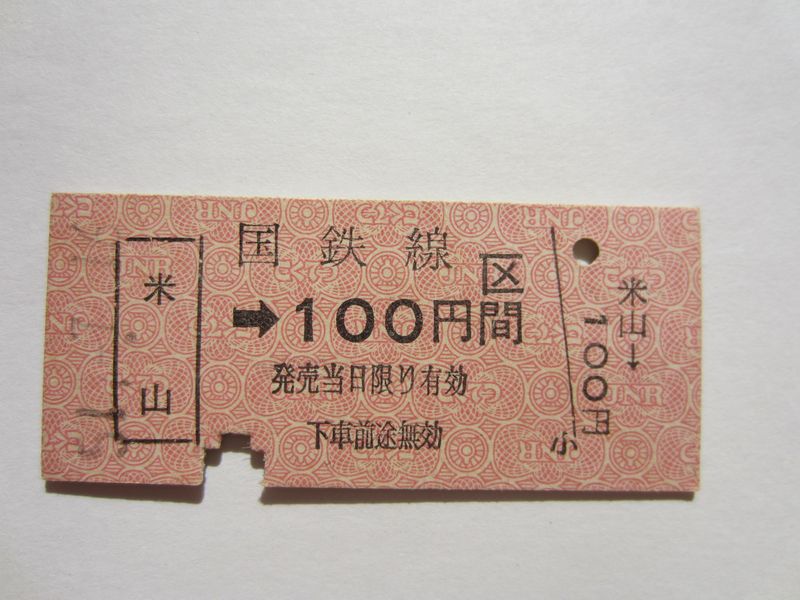 国鉄線
米山
➡100円区間
発売当日限り有効
下車前途無効
小
米山→
100円